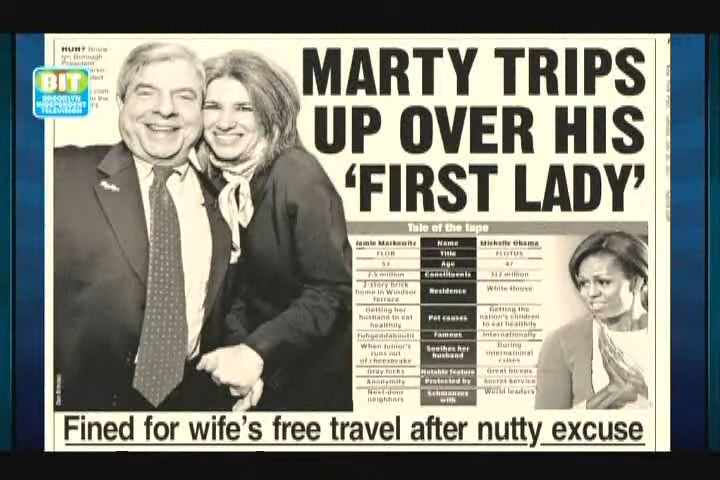 BIT
BROOKLYN
INDEPENDENT
TELEVISION
MARTY TRIPS
UP OVER HIS
‘FIRST LADY’
Tale of the tape
Jamie Markowitz Name Michelle Obama
FLOB Title FLOTUS
Age 47
2.5 million Constituents 312 million
2-story brick
home in Windsor
Terrace
Residence
White House
Getting her
husband to eat
healthily
Pet causes
Getting the
nation's children
to eat healthily
Fuhgeddaboutit Famous Internationally
When Junior's
runs out
of cheesecake
Soothes her
husband
During
international
crises
Gray locks Notable feature Great biceps
Anonymity Protected by Secret Service
Next-door
neighbors
Schmoozes
with
World leaders
Fined for wife's free travel after nutty excuse